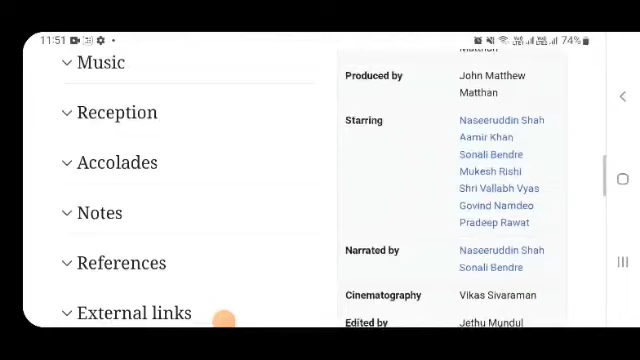 11:51
74%
Music
Reception
Accolades
Notes
References
External links
Matthan
Produced by John Matthew
Matthan
Starring Naseeruddin Shah
Aamir Khan
Sonali Bendre
Mukesh Rishi
Shri Vallabh Vyas
Govind Namdeo
Pradeep Rawat
Narrated by Naseeruddin Shah
Sonali Bendre
Cinematography Vikas Sivaraman
Edited by Jethu Mundul